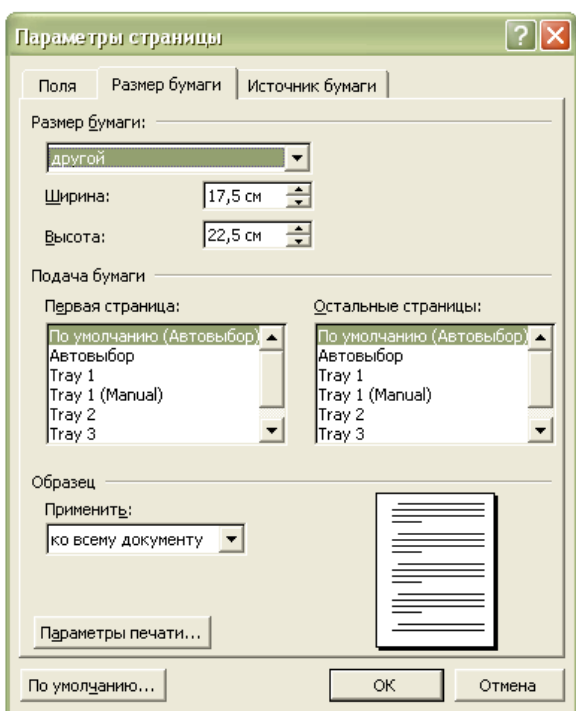 Параметры страницы
Поля Размер бумаги Источник бумаги
Размер бумаги:
другой
Ширина: 17,5 см
Высота: 22,5 см
Подача бумаги
Первая страница: Остальные страницы:
По умолчанию (Автовыбор) По умолчанию (Автовыбор)
Автовыбор Автовыбор
Tray 1 Tray 1
Tray 1 (Manual) Tray 1 (Manual)
Tray 2 Tray 2
Tray 3 Tray 3
Образец
Применить:
ко всему документу
Параметры печати...
По умолчанию... ОК Отмена